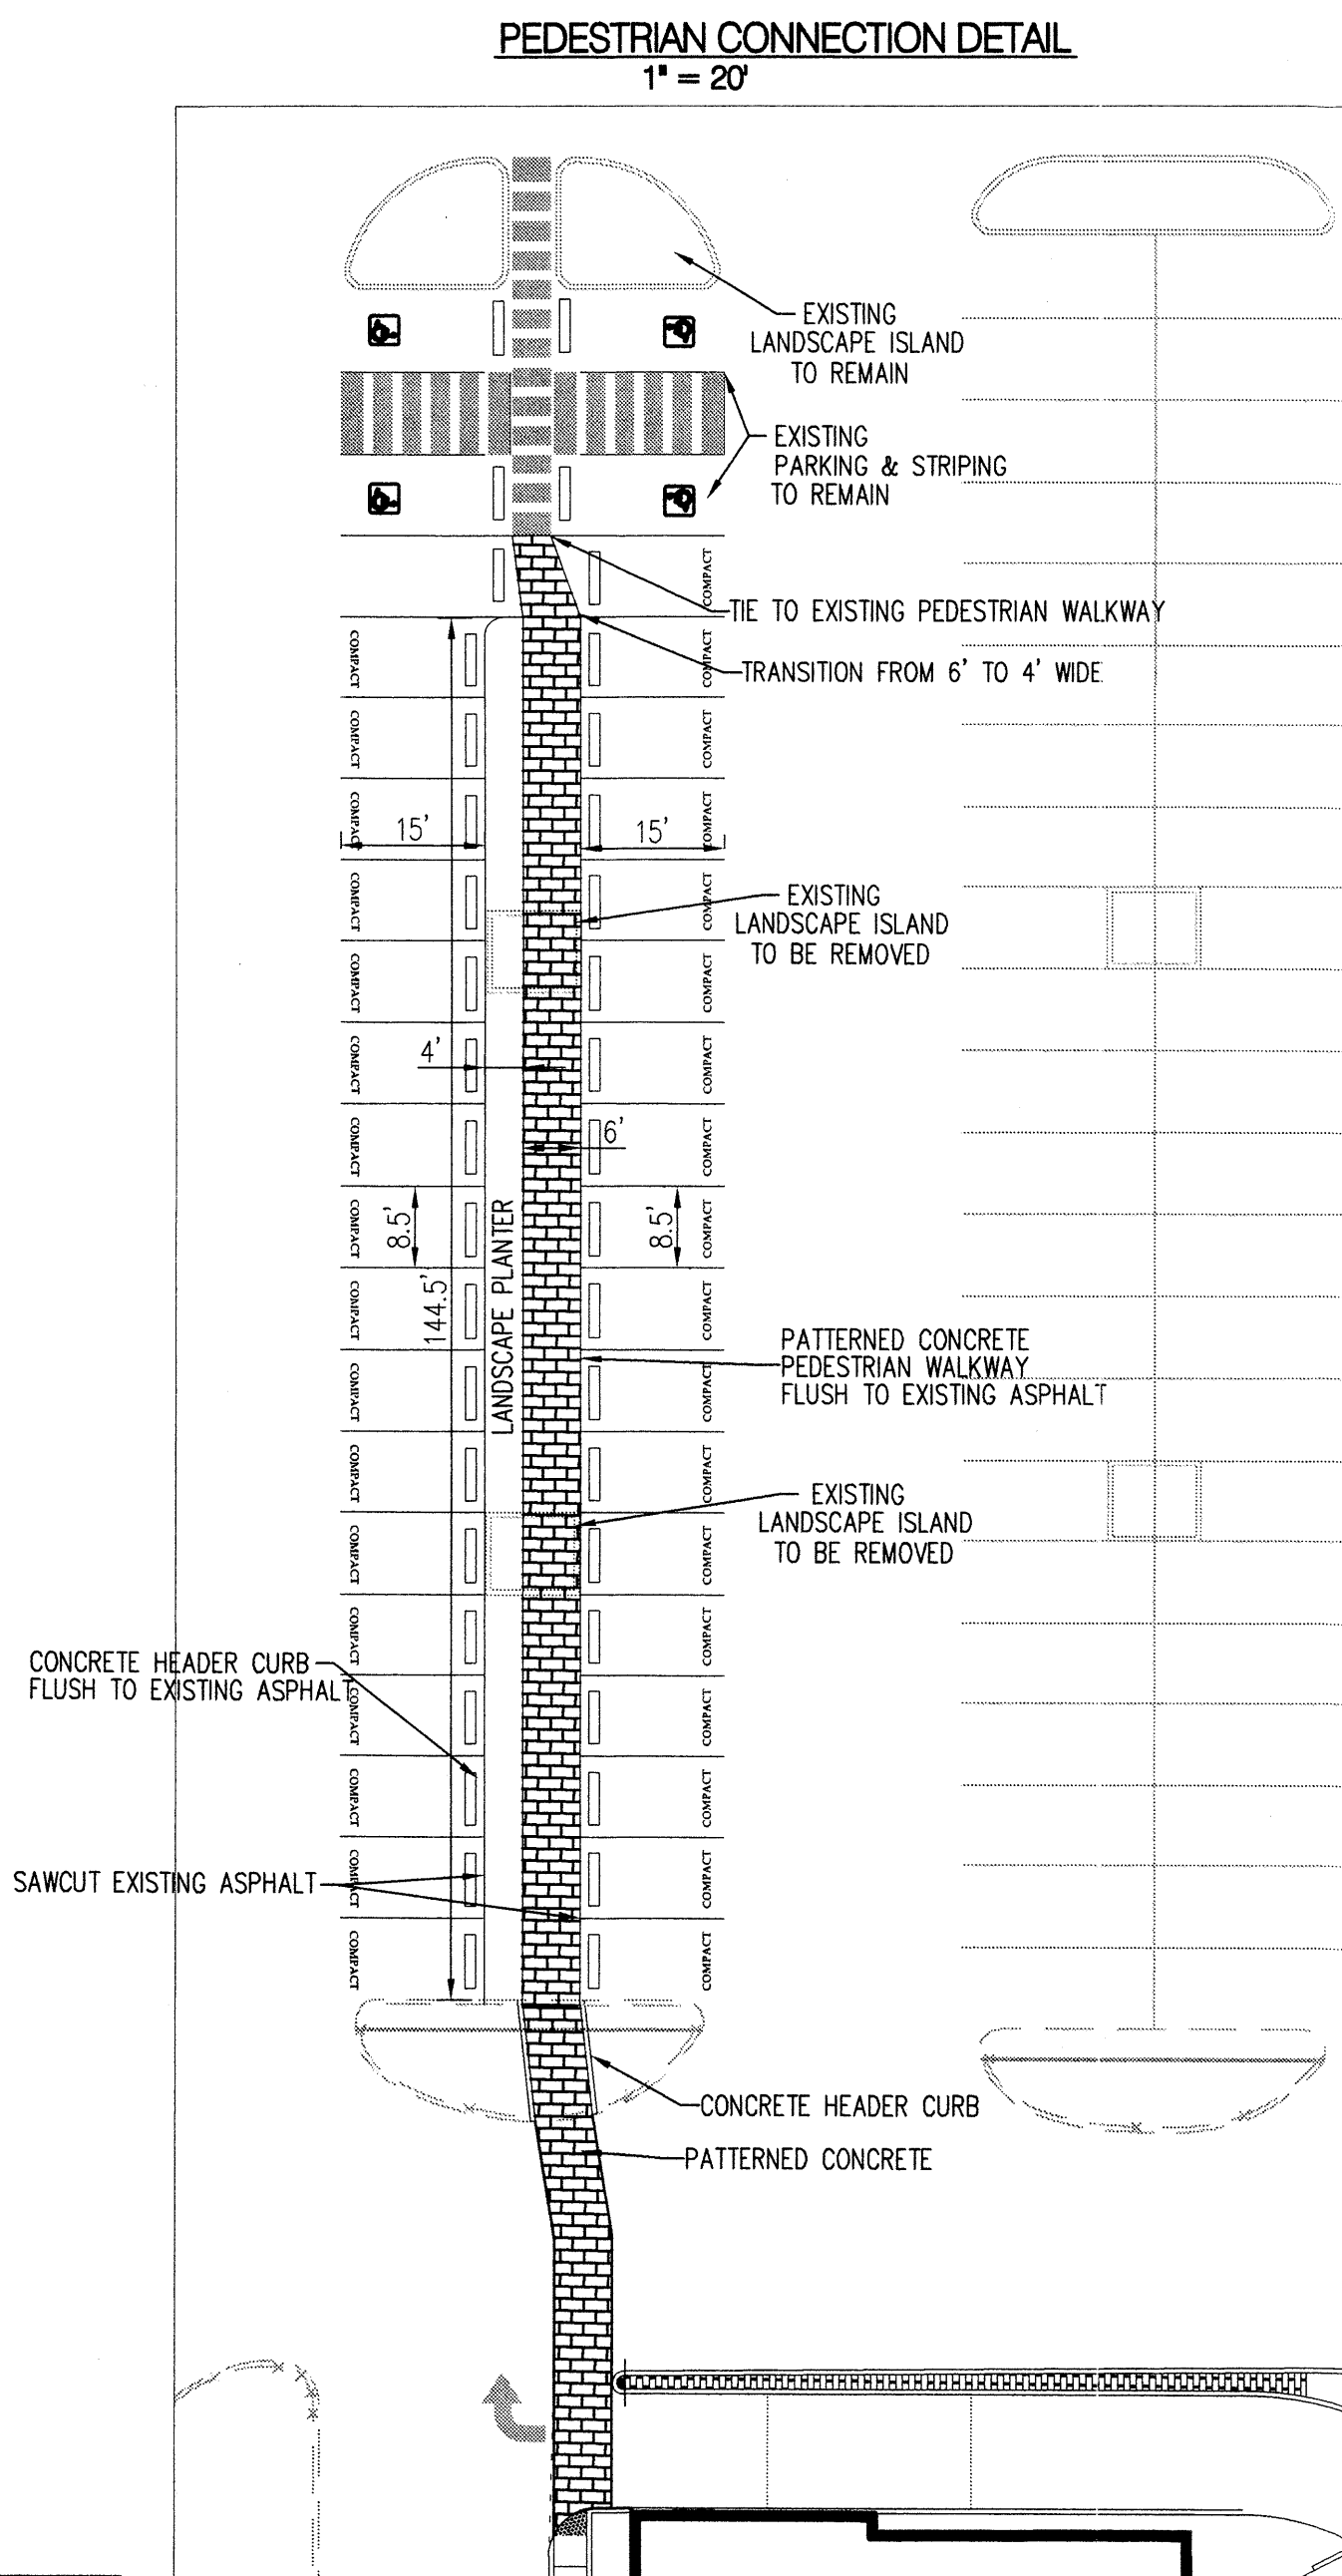 PEDESTRIAN CONNECTION DETAIL
1" = 20'
EXISTING
LANDSCAPE ISLAND
TO REMAIN
EXISTING
PARKING & STRIPING
TO REMAIN
COMPACT
TIE TO EXISTING PEDESTRIAN WALKWAY
COMPACT
COMPACT
TRANSITION FROM 6' TO 4' WIDE
COMPACT
COMPACT
COMPACT
COMPACT
15'
15'
COMPACT
COMPACT
EXISTING
LANDSCAPE ISLAND
TO BE REMOVED
COMPACT
COMPACT
4'
COMPACT
COMPACT
6'
COMPACT
COMPACT
8.5'
8.5'
COMPACT
COMPACT
144.5'
LANDSCAPE PLANTER
COMPACT
COMPACT
PATTERNED CONCRETE
PEDESTRIAN WALKWAY
FLUSH TO EXISTING ASPHALT
COMPACT
COMPACT
COMPACT
COMPACT
EXISTING
LANDSCAPE ISLAND
TO BE REMOVED
COMPACT
COMPACT
COMPACT
COMPACT
CONCRETE HEADER CURB
FLUSH TO EXISTING ASPHALT
COMPACT
COMPACT
COMPACT
COMPACT
SAWCUT EXISTING ASPHALT
COMPACT
COMPACT
COMPACT
COMPACT
CONCRETE HEADER CURB
PATTERNED CONCRETE